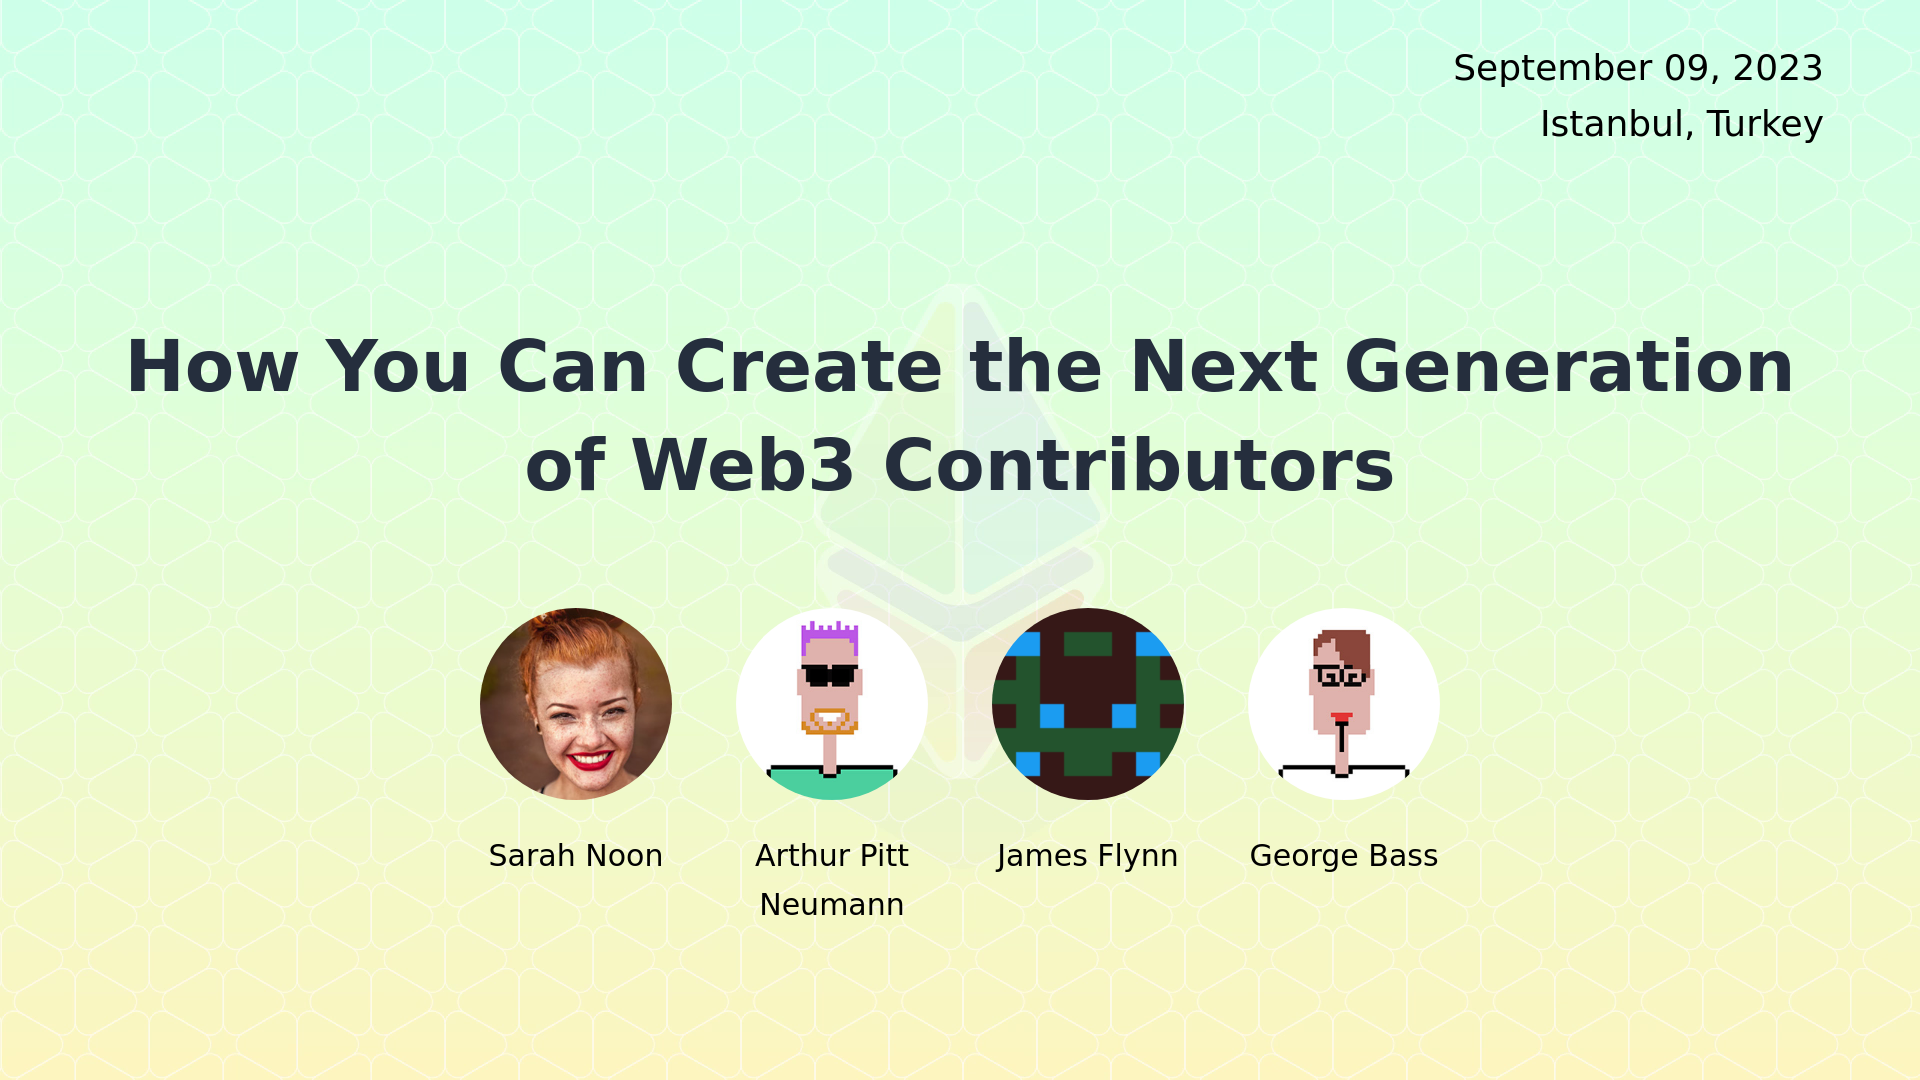 September 09, 2023
Istanbul, Turkey
How You Can Create the Next Generation
of Web3 Contributors
Sarah Noon
Arthur Pitt
Neumann
James Flynn
George Bass